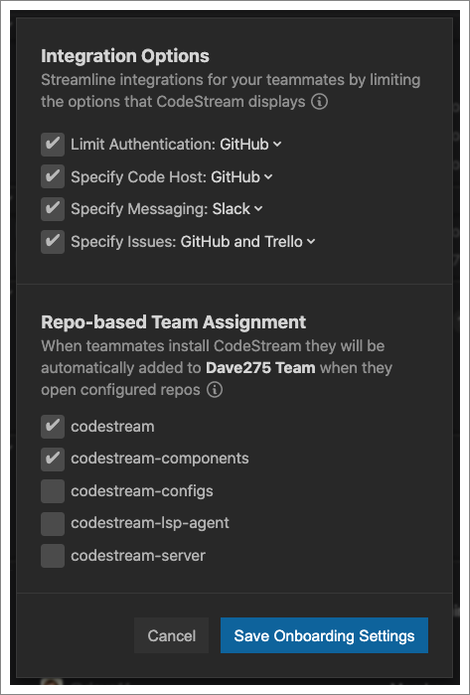 Integration Options
Streamline integrations for your teammates by limiting
the options that CodeStream displays
Limit Authentication: GitHub
Specify Code Host: GitHub
Specify Messaging: Slack
Specify Issues: GitHub and Trello
Repo-based Team Assignment
When teammates install CodeStream they will be
automatically added to Dave275 Team when they
open configured repos
codestream
codestream-components
codestream-configs
codestream-lsp-agent
codestream-server
Cancel
Save Onboarding Settings